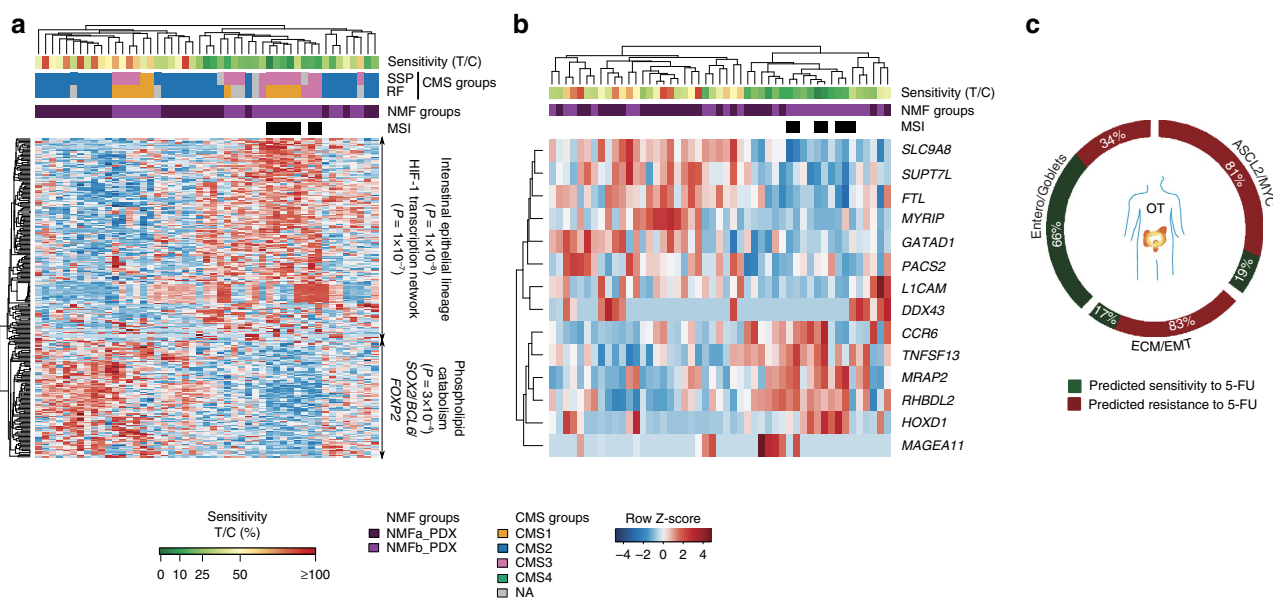 a
b
c
Sensitivity (T/C)
SSP
RF
CMS groups
NMF groups
MSI
Intestinal epithelial lineage
(P = 1×10⁻⁸)
HIF-1 transcription network
(P = 1×10⁻⁷)
Phospholipid
catabolism
(P = 3×10⁻⁴)
SOX2/BCL6/
FOXP2
Sensitivity (T/C)
NMF groups
MSI
SLC9A8
SUPT7L
FTL
MYRIP
GATAD1
PACS2
L1CAM
DDX43
CCR6
TNFSF13
MRAP2
RHBDL2
HOXD1
MAGEA11
Entero/Goblets
34%
66%
ASCL2/MYC
81%
19%
17%
83%
ECM/EMT
OT
Predicted sensitivity to 5-FU
Predicted resistance to 5-FU
Sensitivity
T/C (%)
0 10 25 50 ≥100
NMF groups
NMFa_PDX
NMFb_PDX
CMS groups
CMS1
CMS2
CMS3
CMS4
NA
Row Z-score
−4 −2 0 2 4